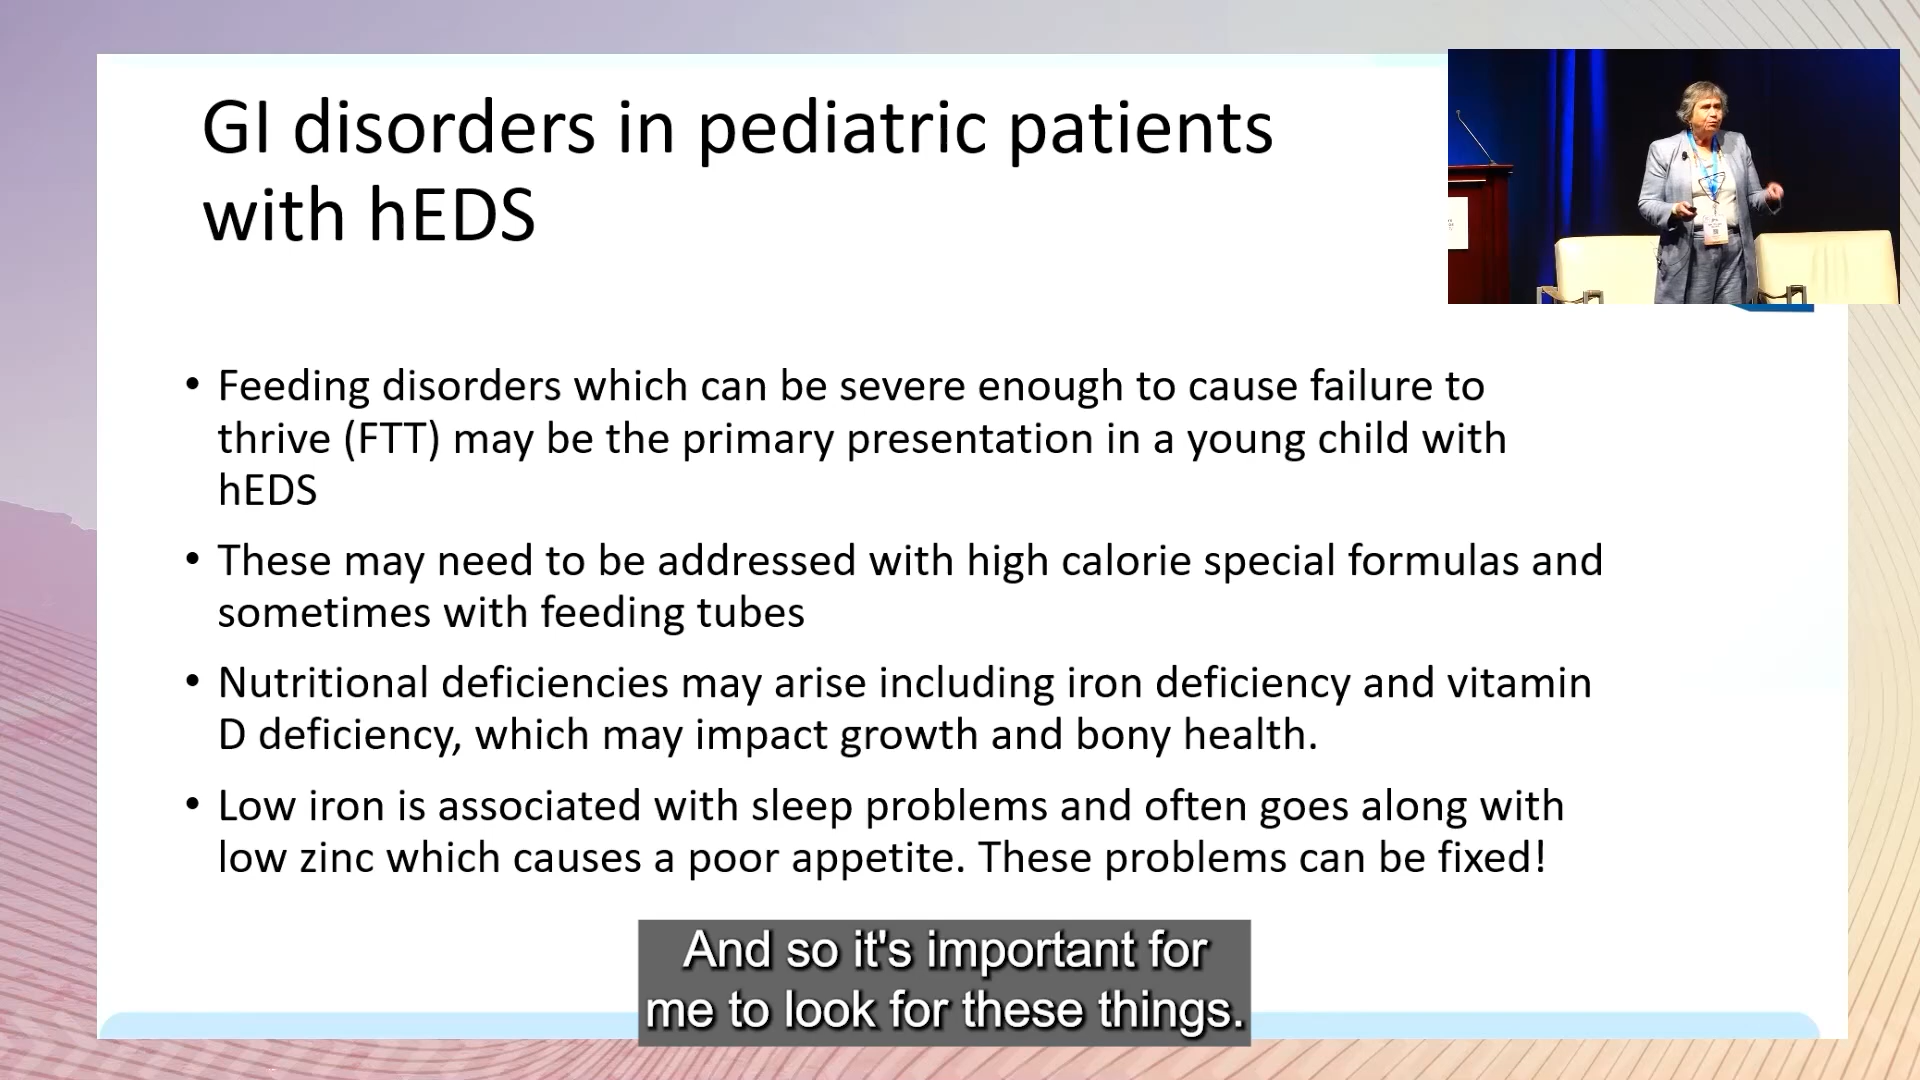 GI disorders in pediatric patients
with hEDS
• Feeding disorders which can be severe enough to cause failure to
thrive (FTT) may be the primary presentation in a young child with
hEDS
• These may need to be addressed with high calorie special formulas and
sometimes with feeding tubes
• Nutritional deficiencies may arise including iron deficiency and vitamin
D deficiency, which may impact growth and bony health.
• Low iron is associated with sleep problems and often goes along with
low zinc which causes a poor appetite. These problems can be fixed!
And so it's important for
me to look for these things.